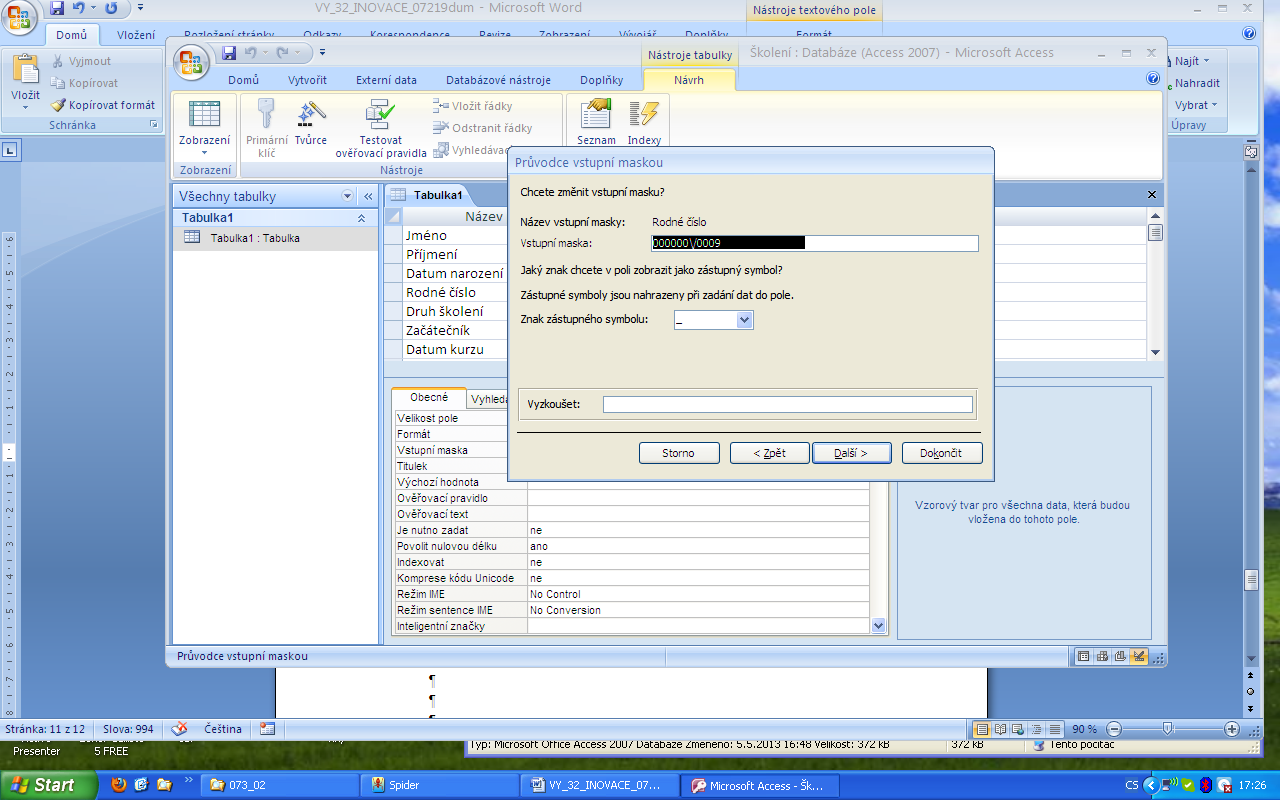 VY_32_INOVACE_07219dum - Microsoft Word
Nástroje textového pole
Domů Vložení Rozložení stránky Odkazy Korespondence Revize Zobrazení Vývojář Doplňky Formát
Vložit
Vyjmout
Kopírovat
Kopírovat formát
Schránka
Najít
Nahradit
Vybrat
Úpravy
Nástroje tabulky
Školení : Databáze (Access 2007) - Microsoft Access
Domů Vytvořit Externí data Databázové nástroje Doplňky Návrh
Zobrazení
Zobrazení
Primární klíč
Tvůrce
Testovat ověřovací pravidla
Vložit řádky
Odstranit řádky
Nástroje
Seznam
Indexy
Všechny tabulky
Tabulka1
Tabulka1 : Tabulka
Tabulka1
Název
Jméno
Příjmení
Datum narození
Rodné číslo
Druh školení
Začátečník
Datum kurzu
Průvodce vstupní maskou
Chcete změnit vstupní masku?
Název vstupní masky: Rodné číslo
Vstupní maska: 000000\/0009
Jaký znak chcete v poli zobrazit jako zástupný symbol?
Zástupné symboly jsou nahrazeny při zadání dat do pole.
Znak zástupného symbolu: _
Vyzkoušet:
Storno < Zpět Další > Dokončit
Obecné
Velikost pole
Formát
Vstupní maska
Titulek
Výchozí hodnota
Ověřovací pravidlo
Ověřovací text
Je nutno zadat ne
Povolit nulovou délku ano
Indexovat ne
Komprese kódu Unicode ne
Režim IME No Control
Režim sentence IME No Conversion
Inteligentní značky
Vzorový tvar pro všechna data, která budou
vložena do tohoto pole.
Průvodce vstupní maskou
¶
¶
Stránka: 11 z 12 Slova: 994 Čeština 90 %
Presenter
5 FREE
Typ: Microsoft Office Access 2007 Databáze Změněno: 5.5.2013 16:48 Velikost: 372 kB 372 kB Tento počítač
Start 073_02 Spider VY_32_INOVACE_07... Microsoft Access - Šk... CS 17:26